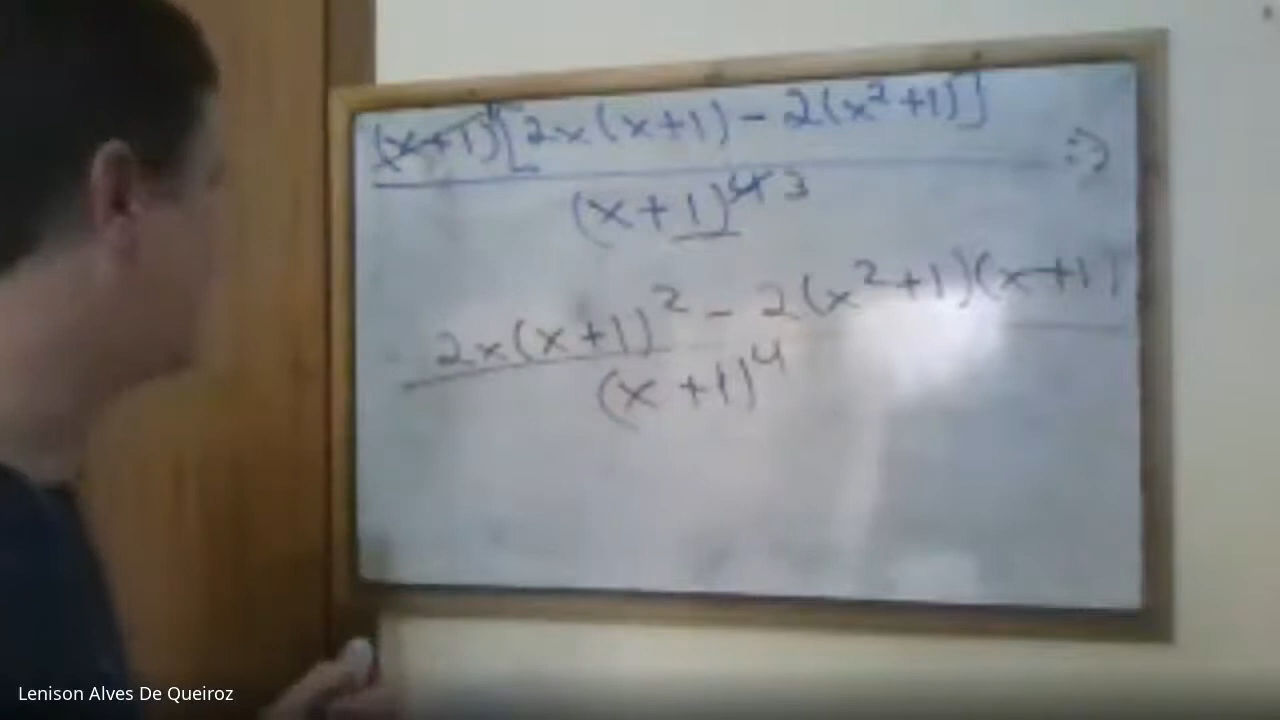 (x+1)[2x(x+1) - 2(x²+1)]
(x+1)⁴ 3
=>
2x(x+1)² - 2(x²+1)(x+1)
(x+1)⁴
Lenison Alves De Queiroz